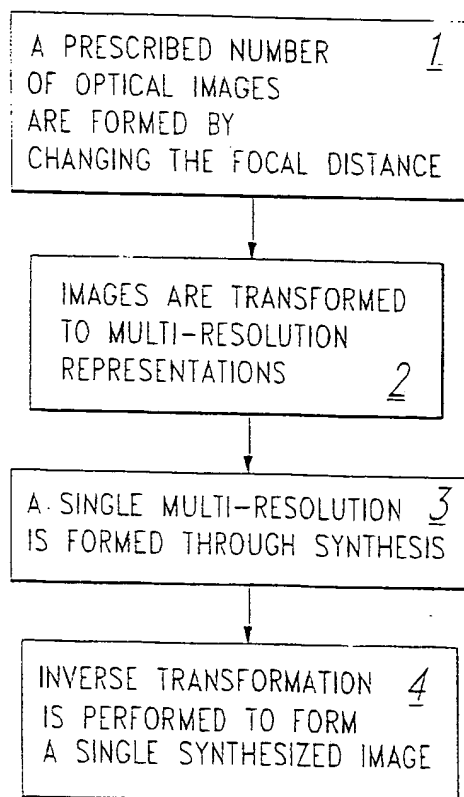 A PRESCRIBED NUMBER 1
OF OPTICAL IMAGES
ARE FORMED BY
CHANGING THE FOCAL DISTANCE
IMAGES ARE TRANSFORMED
TO MULTI-RESOLUTION
REPRESENTATIONS 2
A SINGLE MULTI-RESOLUTION 3
IS FORMED THROUGH SYNTHESIS
INVERSE TRANSFORMATION 4
IS PERFORMED TO FORM
A SINGLE SYNTHESIZED IMAGE